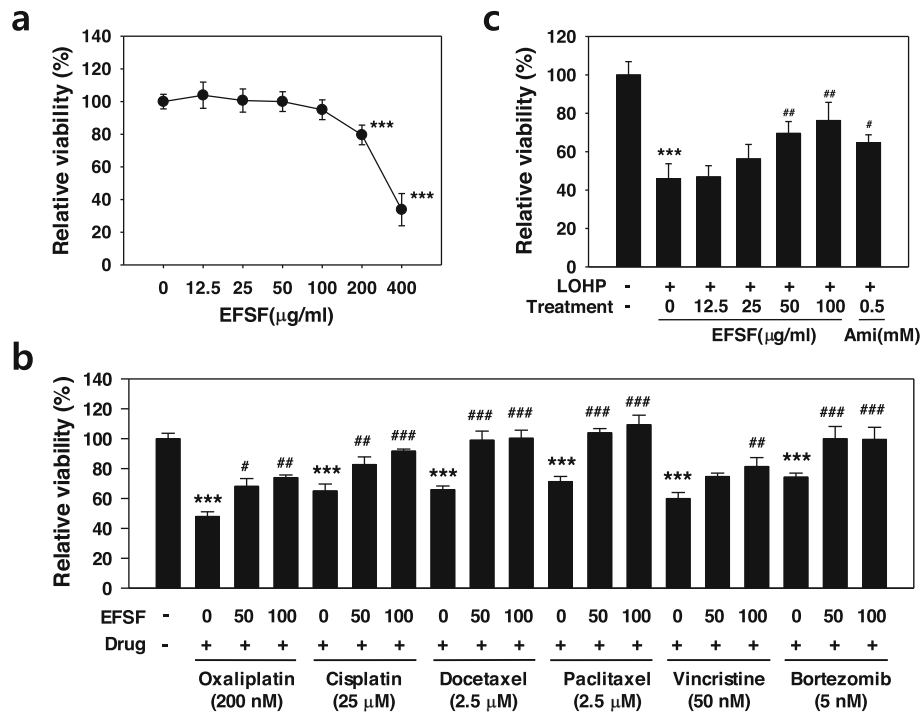 a
Relative viability (%)
140
120
100
80
60
40
20
0
***
***
0 12.5 25 50 100 200 400
EFSF(μg/ml)
c
Relative viability (%)
120
100
80
60
40
20
0
***
##
##
#
LOHP - + + + + + +
Treatment - 0 12.5 25 50 100 0.5
EFSF(μg/ml) Ami(mM)
b
Relative viability (%)
140
120
100
80
60
40
20
0
*** # ## *** ## ### *** ### ### *** ### ### *** ## *** ### ###
EFSF - 0 50 100 0 50 100 0 50 100 0 50 100 0 50 100 0 50 100
Drug - + + + + + + + + + + + + + + + + + +
Oxaliplatin Cisplatin Docetaxel Paclitaxel Vincristine Bortezomib
(200 nM) (25 μM) (2.5 μM) (2.5 μM) (50 nM) (5 nM)